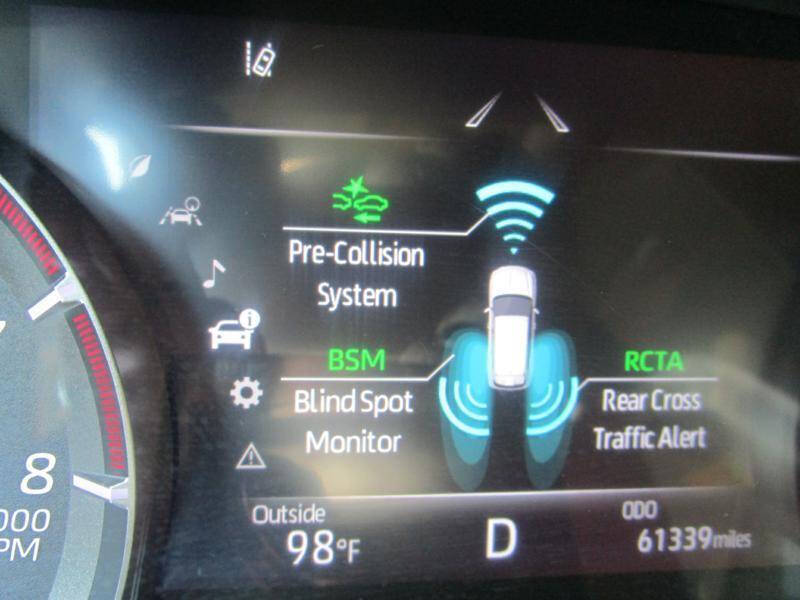 Pre-Collision
System
BSM
Blind Spot
Monitor
RCTA
Rear Cross
Traffic Alert
8
Outside
98°F
D
ODO
61339 miles